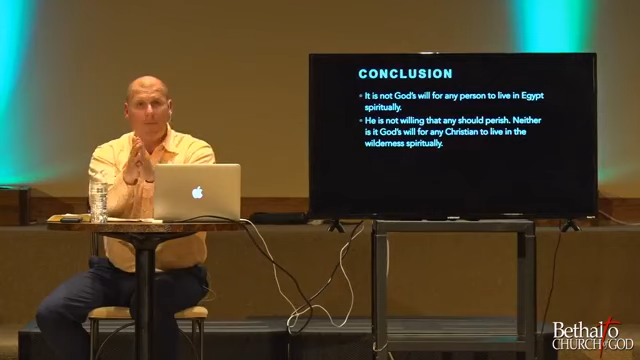 CONCLUSION
It is not God's will for any person to live in Egypt
spiritually.
He is not willing that any should perish. Neither
is it God's will for any Christian to live in the
wilderness spiritually.
Bethalto
CHURCH of GOD